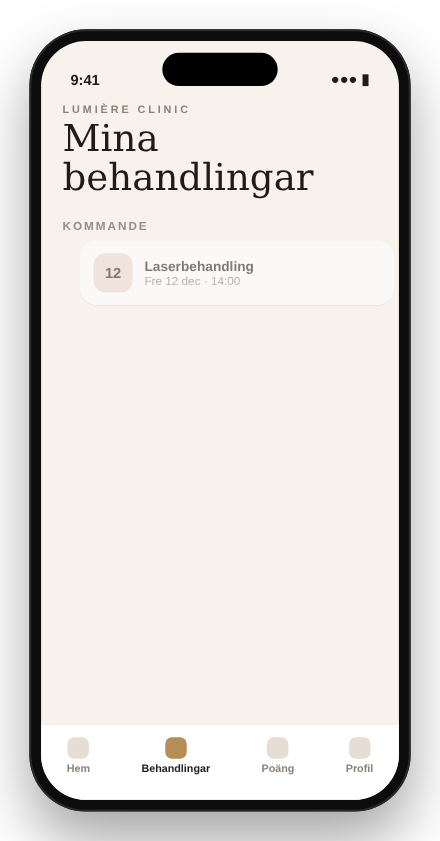 9:41
LUMIÈRE CLINIC
Mina
behandlingar
KOMMANDE
12
Laserbehandling
Fre 12 dec · 14:00
Hem
Behandlingar
Poäng
Profil